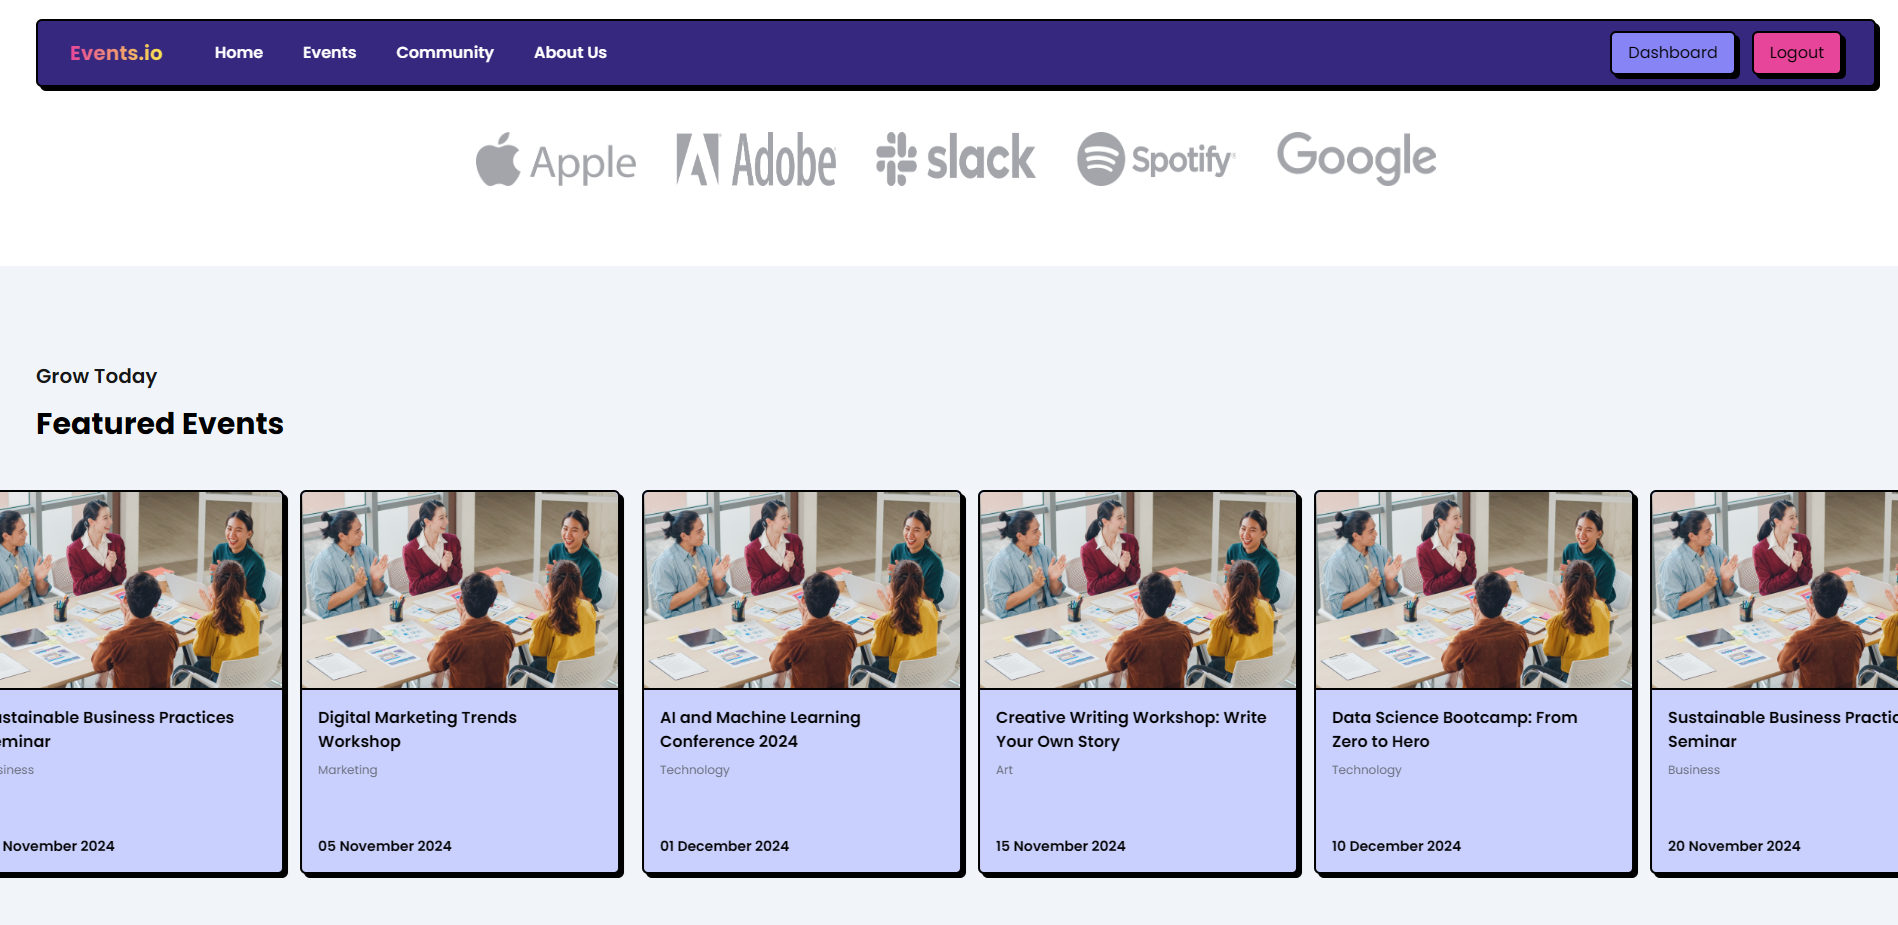 Events.io Home Events Community About Us Dashboard Logout
Apple Adobe slack Spotify Google
Grow Today
Featured Events
Business Practices
Digital Marketing Trends
Workshop
Marketing
November 2024
05 November 2024
AI and Machine Learning
Conference 2024
Technology
01 December 2024
Creative Writing Workshop: Write
Your Own Story
Art
15 November 2024
Data Science Bootcamp: From
Zero to Hero
Technology
10 December 2024
Sustainable Business Practic
Seminar
Business
20 November 2024